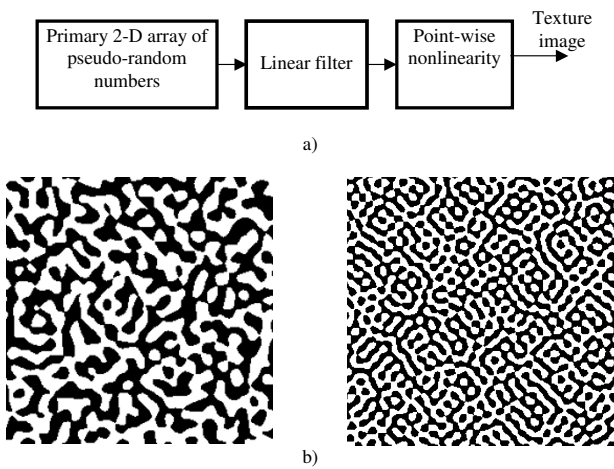 Primary 2-D array of
pseudo-random
numbers
Linear filter
Point-wise
nonlinearity
Texture
image
a)
b)